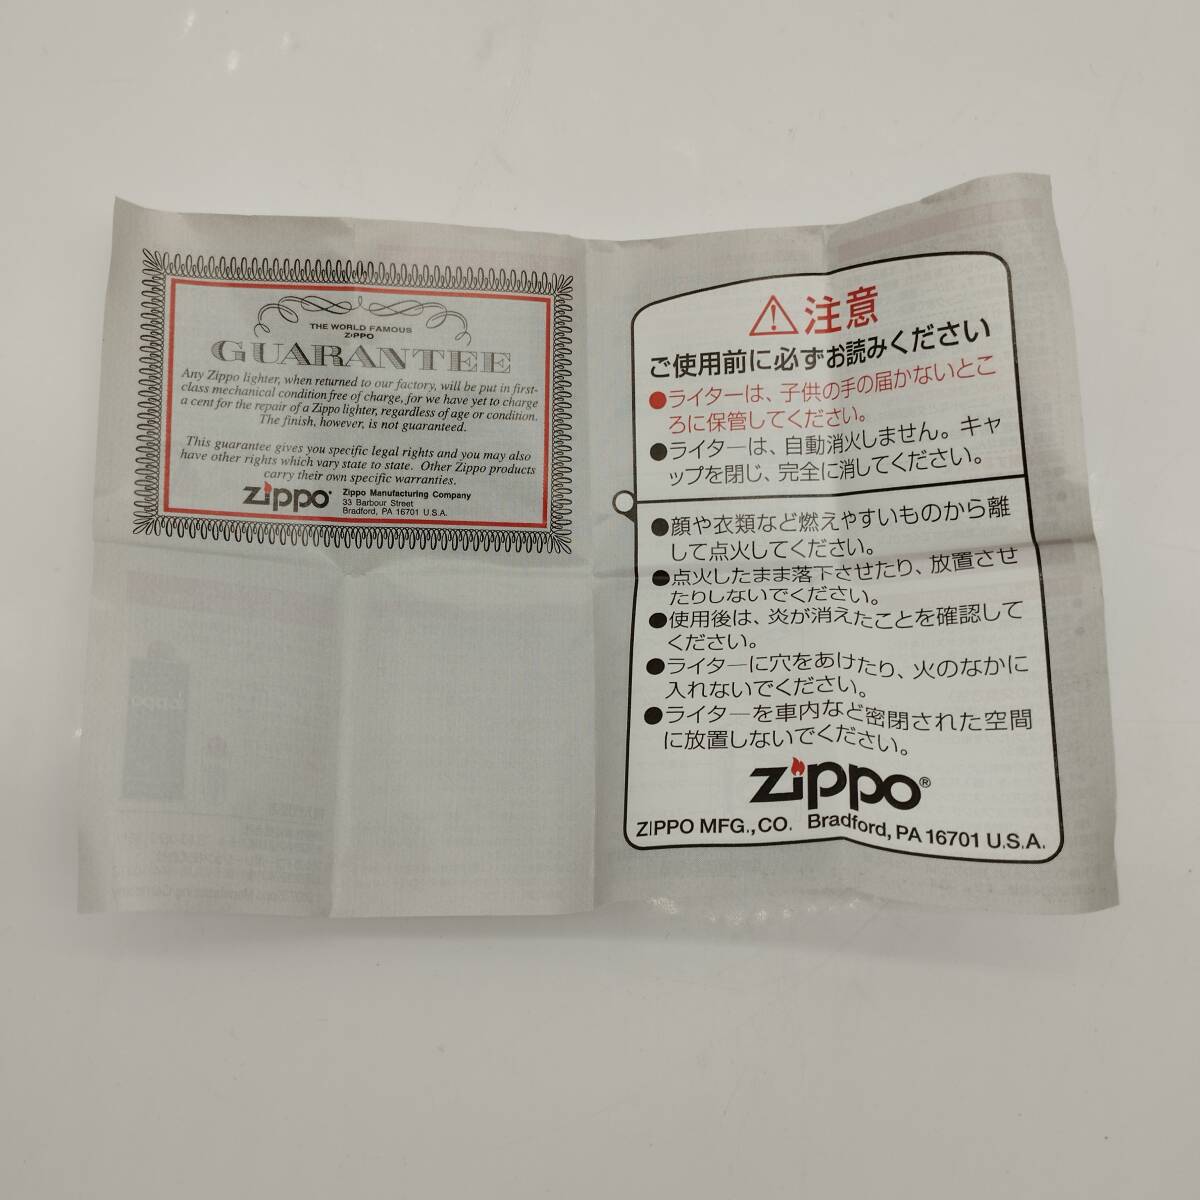 THE WORLD FAMOUS
ZIPPO
GUARANTEE
Any Zippo lighter, when returned to our factory, will be put in first-
class mechanical condition free of charge, for we have yet to charge
a cent for the repair of a Zippo lighter, regardless of age or condition.
The finish, however, is not guaranteed.
This guarantee gives you specific legal rights and you may also
have other rights which vary state to state. Other Zippo products
carry their own specific warranties.
Zippo
Zippo Manufacturing Company
33 Barbour Street
Bradford, PA 16701 U.S.A.
⚠注意
ご使用前に必ずお読みください
●ライターは、子供の手の届かないとこ
ろに保管してください。
●ライターは、自動消火しません。キャ
ップを閉じ、完全に消してください。
●顔や衣類など燃えやすいものから離
して点火してください。
●点火したまま落下させたり、放置させ
たりしないでください。
●使用後は、炎が消えたことを確認して
ください。
●ライターに穴をあけたり、火のなかに
入れないでください。
●ライターを車内など密閉された空間
に放置しないでください。
Zippo®
ZIPPO MFG.,CO. Bradford, PA 16701 U.S.A.